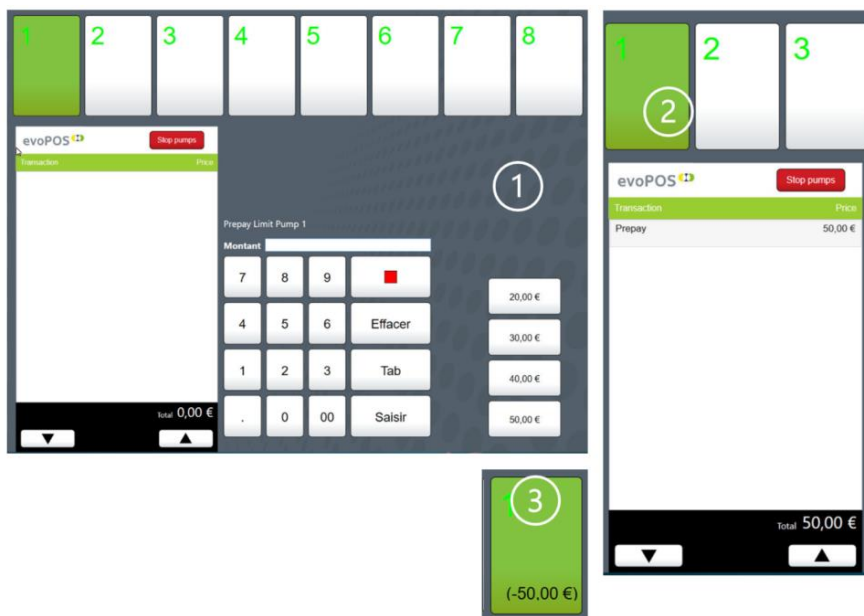 1 2 3 4 5 6 7 8
evoPOS Stop pumps
Transaction Price
1
Prepay Limit Pump 1
Montant
7 8 9
4 5 6 Effacer
1 2 3 Tab
. 0 00 Saisir
20,00 €
30,00 €
40,00 €
50,00 €
Total 0,00 €
1 2 3
2
evoPOS Stop pumps
Transaction Price
Prepay 50,00 €
Total 50,00 €
1
3
(-50,00 €)